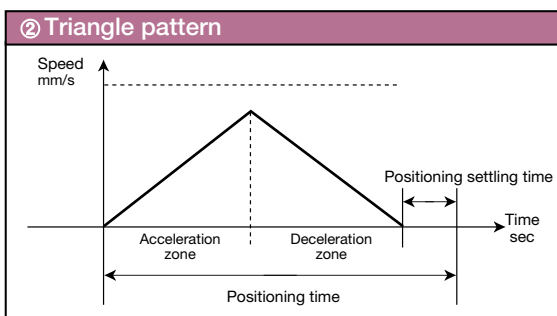 ② Triangle pattern
Speed
mm/s
Positioning settling time
Time
sec
Acceleration
zone
Deceleration
zone
Positioning time